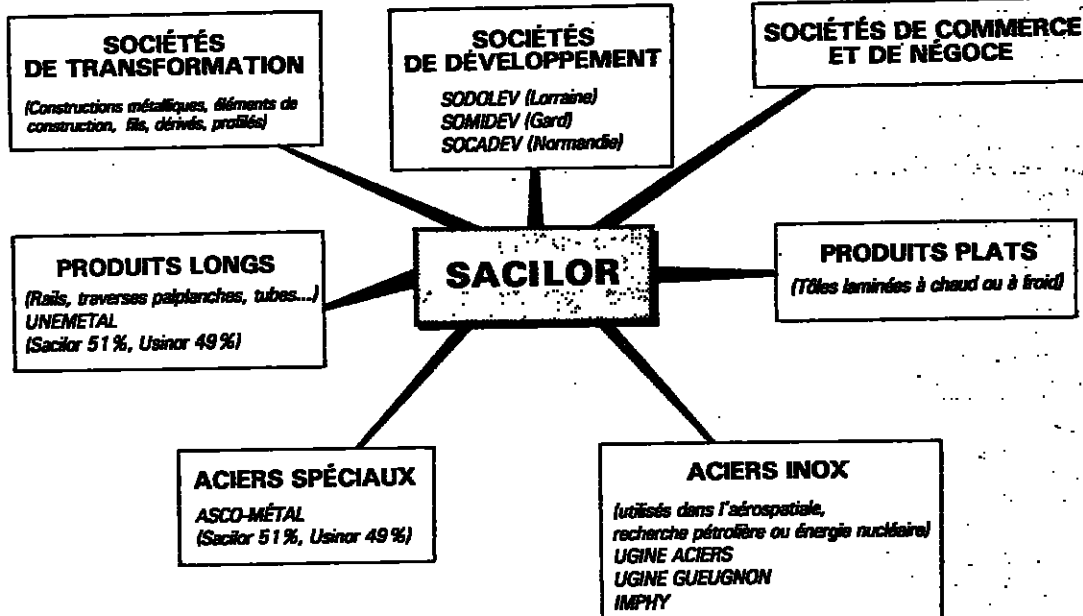 SOCIÉTÉS
DE TRANSFORMATION
(Constructions métalliques, éléments de
construction, fils, dérivés, profilés)
SOCIÉTÉS
DE DÉVELOPPEMENT
SODOLEV (Lorraine)
SOMIDEV (Gard)
SOCADEV (Normandie)
SOCIÉTÉS DE COMMERCE
ET DE NÉGOCE
PRODUITS LONGS
(Rails, traverses palplanches, tubes...)
UNEMETAL
(Sacilor 51%, Usinor 49%)
SACILOR
PRODUITS PLATS
(Tôles laminées à chaud ou à froid)
ACIERS SPÉCIAUX
ASCO-MÉTAL
(Sacilor 51%, Usinor 49%)
ACIERS INOX
(utilisés dans l'aérospatiale,
recherche pétrolière ou énergie nucléaire)
UGINE ACIERS
UGINE GUEUGNON
IMPHY